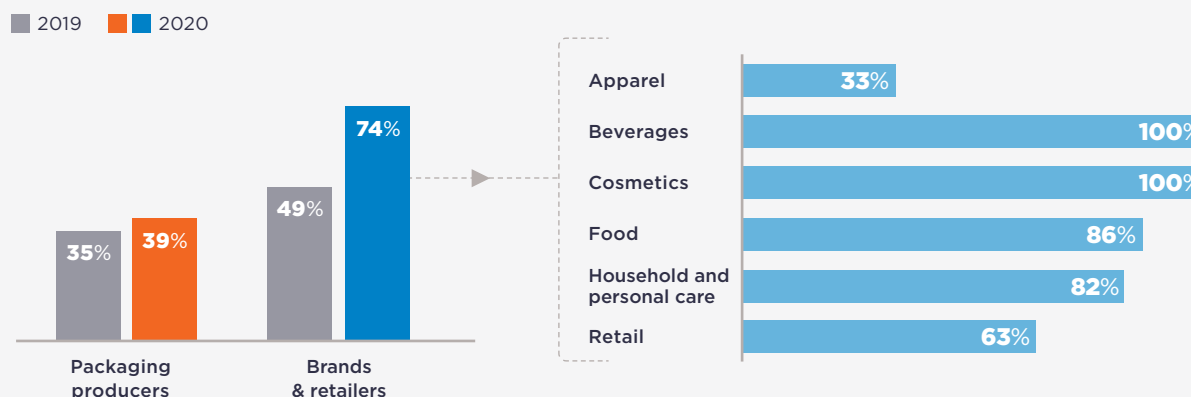 2019 2020
74%
49%
39%
35%
Packaging
producers
Brands
& retailers
Apparel 33%
Beverages 100%
Cosmetics 100%
Food 86%
Household and
personal care 82%
Retail 63%